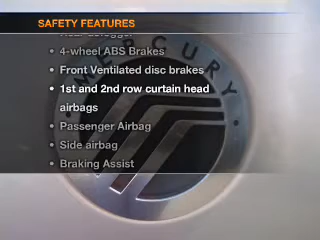 SAFETY FEATURES
• 4-wheel ABS Brakes
• Front Ventilated disc brakes
• 1st and 2nd row curtain head
airbags
• Passenger Airbag
• Side airbag
• Braking Assist
MERCURY